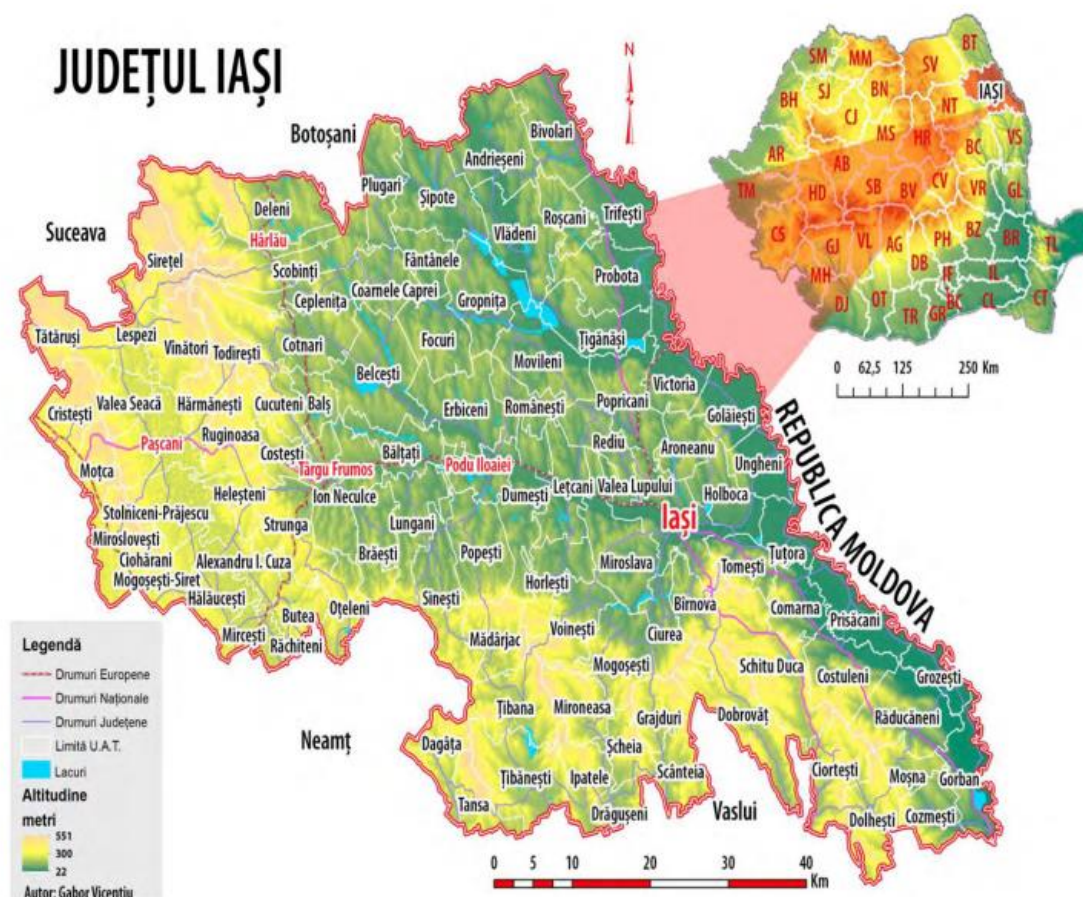 JUDEȚUL IAȘI
N
Botoșani
Suceava
Neamț
Vaslui
REPUBLICA MOLDOVA
Bivolari
Andrieșeni
Plugari
Șipote
Roșcani
Trifești
Deleni
Hârlău
Vlădeni
Sirețel
Scobinți
Fântânele
Probota
Ceplenița
Coarnele Caprei
Gropnița
Tătăruși
Lespezi
Vînători
Todirești
Cotnari
Focuri
Movileni
Țigănași
Belcești
Victoria
Cristești
Valea Seacă
Hărmănești
Cucuteni
Balș
Erbiceni
Românești
Popricani
Golăiești
Pașcani
Ruginoasa
Costești
Târgu Frumos
Bălțați
Podu Iloaiei
Rediu
Aroneanu
Ungheni
Moțca
Heleșteni
Ion Neculce
Dumești
Lețcani
Valea Lupului
Holboca
Stolniceni-Prăjescu
Strunga
Lungani
Iași
Miroslovești
Ciohărani
Alexandru I. Cuza
Brăești
Popești
Miroslava
Tomești
Țuțora
Mogoșești-Siret
Hălăucești
Horlești
Butea
Oțeleni
Sinești
Bîrnova
Comarna
Prisăcani
Mircești
Răchiteni
Mădârjac
Voinești
Ciurea
Mogoșești
Schitu Duca
Costuleni
Grozești
Țibana
Mironeasa
Grajduri
Dobrovăț
Răducăneni
Dagâța
Șcheia
Țibănești
Ipatele
Scânteia
Ciortești
Moșna
Gorban
Tansa
Drăgușeni
Dolhești
Cozmești
SM
MM
SV
BT
BH
SJ
BN
IAȘI
CJ
NT
MS
HR
AR
AB
BC
VS
TM
HD
SB
BV
CV
VR
GL
CS
GJ
VL
AG
PH
BZ
BR
TL
MH
DB
IF
IL
DJ
OT
TR
GR
BC
CL
CT
0 62,5 125 250 Km
Legendă
Drumuri Europene
Drumuri Naționale
Drumuri Județene
Limită U.A.T.
Lacuri
Altitudine
metri
551
300
22
Autor: Gabor Vicențiu
0 5 10 20 30 40
Km